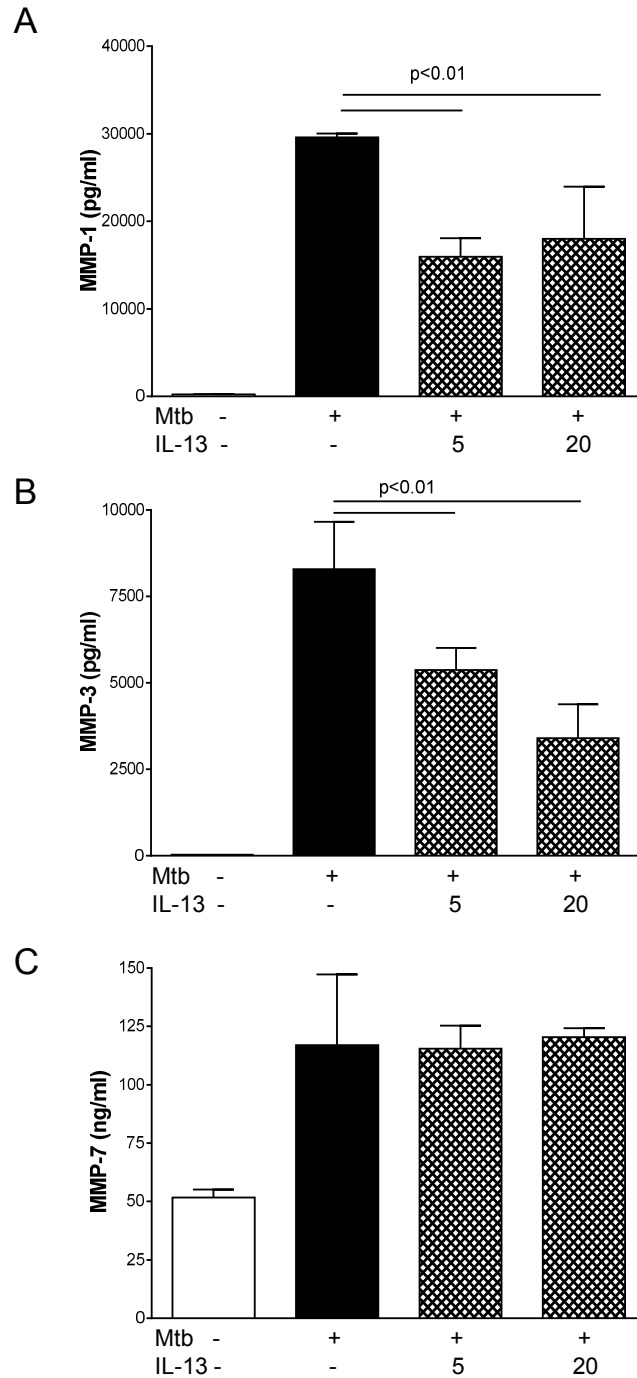 A
40000
30000
20000
10000
0
MMP-1 (pg/ml)
p<0.01
Mtb - + + +
IL-13 - - 5 20
B
10000
7500
5000
2500
0
MMP-3 (pg/ml)
p<0.01
Mtb - + + +
IL-13 - - 5 20
C
150
125
100
75
50
25
0
MMP-7 (ng/ml)
Mtb - + + +
IL-13 - - 5 20